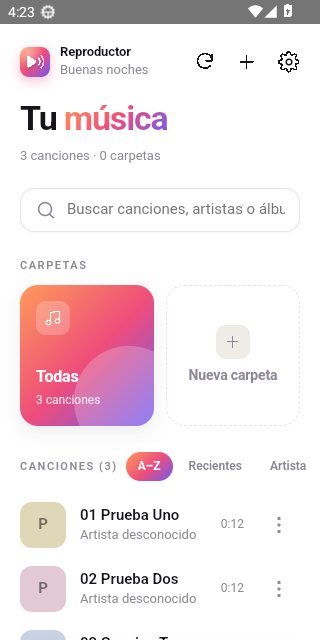 4:23
Reproductor
Buenas noches
Tu música
3 canciones · 0 carpetas
Buscar canciones, artistas o álbu
CARPETAS
Todas
3 canciones
Nueva carpeta
CANCIONES (3)
A–Z
Recientes
Artista
P
01 Prueba Uno
Artista desconocido
0:12
P
02 Prueba Dos
Artista desconocido
0:12